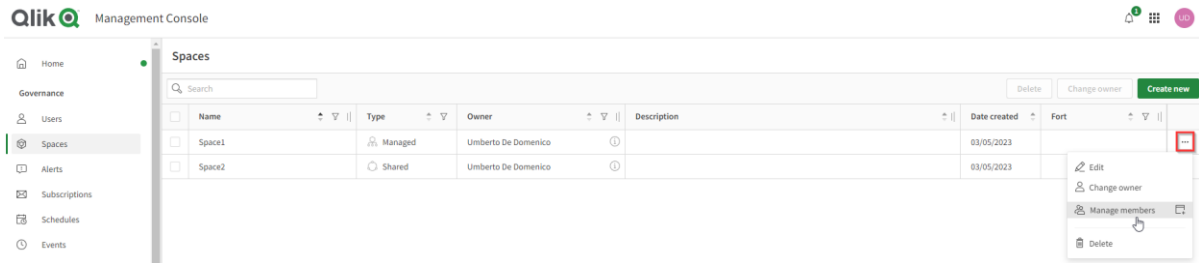 Qlik Management Console 1 UD
Home
Governance
Users
Spaces
Alerts
Subscriptions
Schedules
Events
Spaces
Search Delete Change owner Create new
Name Type Owner Description Date created Fort
Space1 Managed Umberto De Domenico 03/05/2023
Space2 Shared Umberto De Domenico 03/05/2023
Edit
Change owner
Manage members
Delete